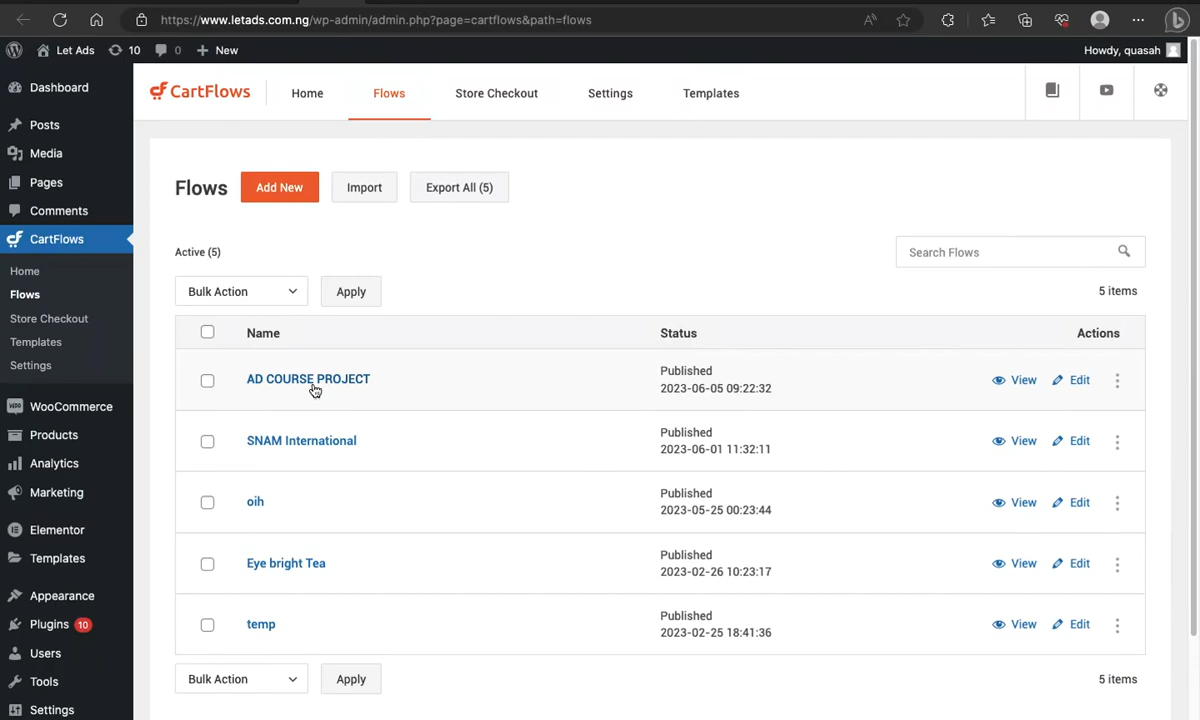 https://www.letads.com.ng/wp-admin/admin.php?page=cartflows&path=flows
Let Ads 10 0 New Howdy, quasah
Dashboard
Posts
Media
Pages
Comments
CartFlows
Home
Flows
Store Checkout
Templates
Settings
WooCommerce
Products
Analytics
Marketing
Elementor
Templates
Appearance
Plugins 10
Users
Tools
Settings
CartFlows Home Flows Store Checkout Settings Templates
Flows Add New Import Export All (5)
Active (5) Search Flows
Bulk Action Apply 5 items
Name Status Actions
AD COURSE PROJECT Published View Edit
2023-06-05 09:22:32
SNAM International Published View Edit
2023-06-01 11:32:11
oih Published View Edit
2023-05-25 00:23:44
Eye bright Tea Published View Edit
2023-02-26 10:23:17
temp Published View Edit
2023-02-25 18:41:36
Bulk Action Apply 5 items